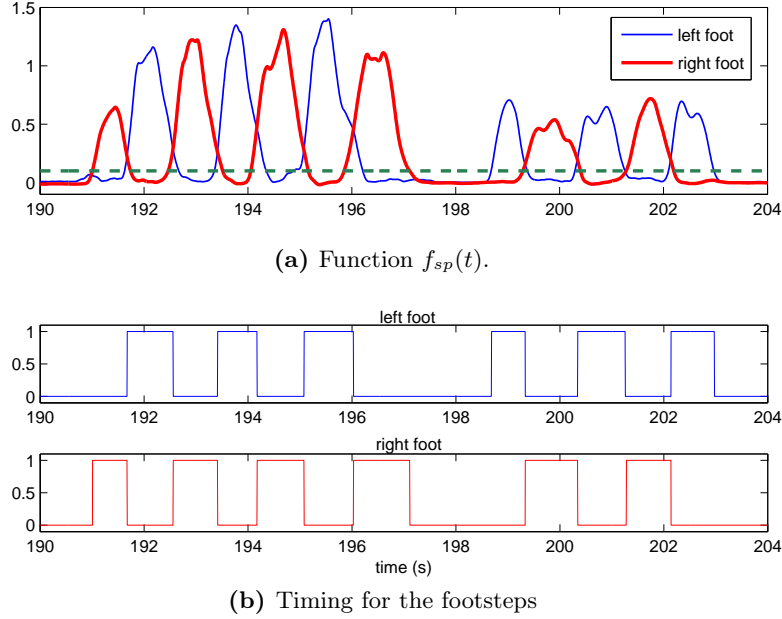 1.5
1
0.5
0
left foot
right foot
190 192 194 196 198 200 202 204
(a) Function f_sp(t).
left foot
1
0.5
0
190 192 194 196 198 200 202 204
right foot
1
0.5
0
190 192 194 196 198 200 202 204
time (s)
(b) Timing for the footsteps